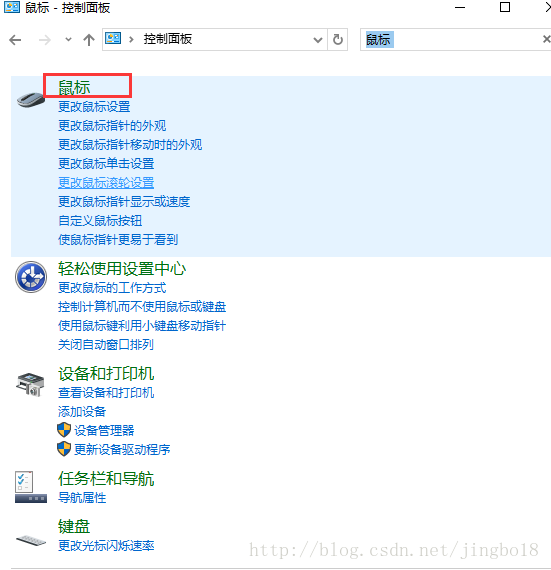 鼠标 - 控制面板
控制面板
鼠标
鼠标
更改鼠标设置
更改鼠标指针的外观
更改鼠标指针移动时的外观
更改鼠标单击设置
更改鼠标滚轮设置
更改鼠标指针显示或速度
自定义鼠标按钮
使鼠标指针更易于看到
轻松使用设置中心
更改鼠标的工作方式
控制计算机而不使用鼠标或键盘
使用鼠标键利用小键盘移动指针
关闭自动窗口排列
设备和打印机
查看设备和打印机
添加设备
设备管理器
更新设备驱动程序
任务栏和导航
导航属性
键盘
更改光标闪烁速率
http://blog.csdn.net/jingbo18